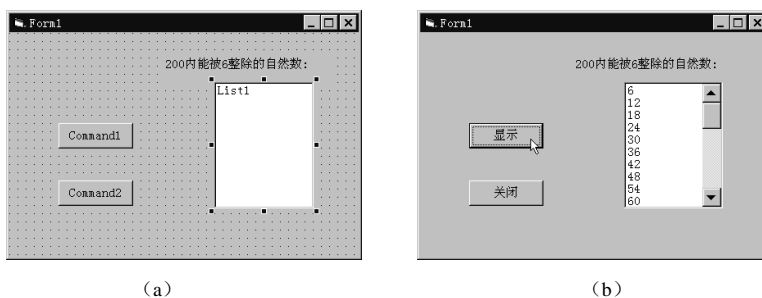 Form1
200内能被6整除的自然数:
List1
Command1
Command2
(a)
Form1
200内能被6整除的自然数:
6
12
18
24
30
36
42
48
54
60
显示
关闭
(b)